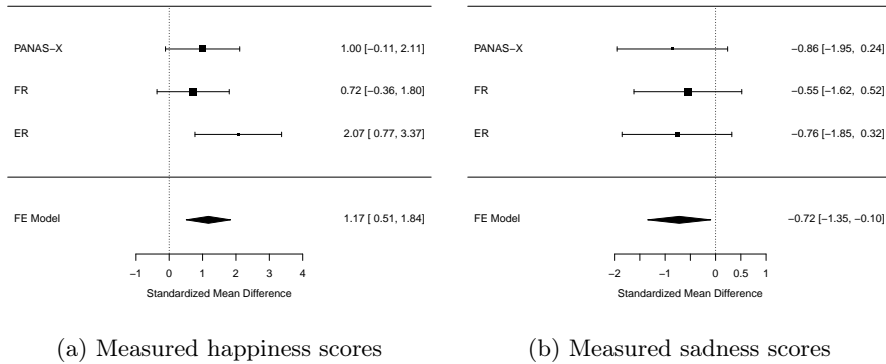 PANAS−X 1.00 [−0.11, 2.11]
FR 0.72 [−0.36, 1.80]
ER 2.07 [ 0.77, 3.37]
FE Model 1.17 [ 0.51, 1.84]
−1 0 1 2 3 4
Standardized Mean Difference
(a) Measured happiness scores
PANAS−X −0.86 [−1.95, 0.24]
FR −0.55 [−1.62, 0.52]
ER −0.76 [−1.85, 0.32]
FE Model −0.72 [−1.35, −0.10]
−2 −1 0 0.5 1
Standardized Mean Difference
(b) Measured sadness scores